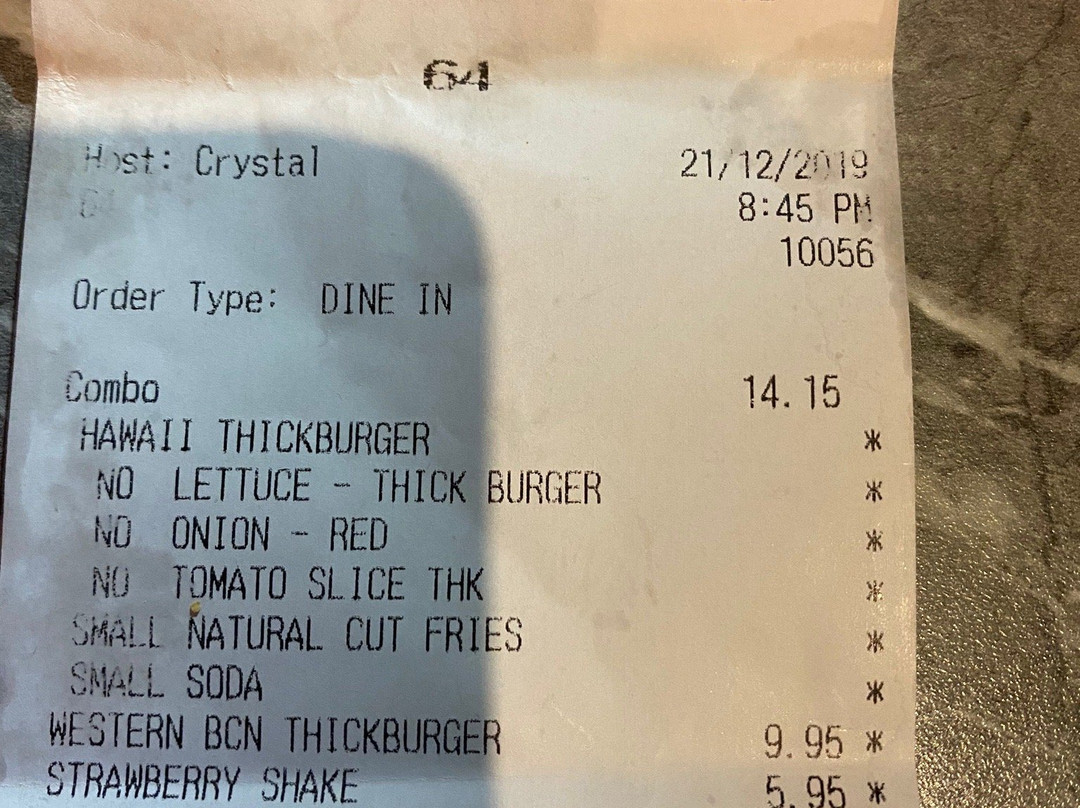 64
Host: Crystal 21/12/2019
64 8:45 PM
10056
Order Type: DINE IN
Combo 14.15
HAWAII THICKBURGER *
NO LETTUCE - THICK BURGER *
NO ONION - RED *
NO TOMATO SLICE THK *
SMALL NATURAL CUT FRIES *
SMALL SODA *
WESTERN BCN THICKBURGER 9.95 *
STRAWBERRY SHAKE 5.95 *